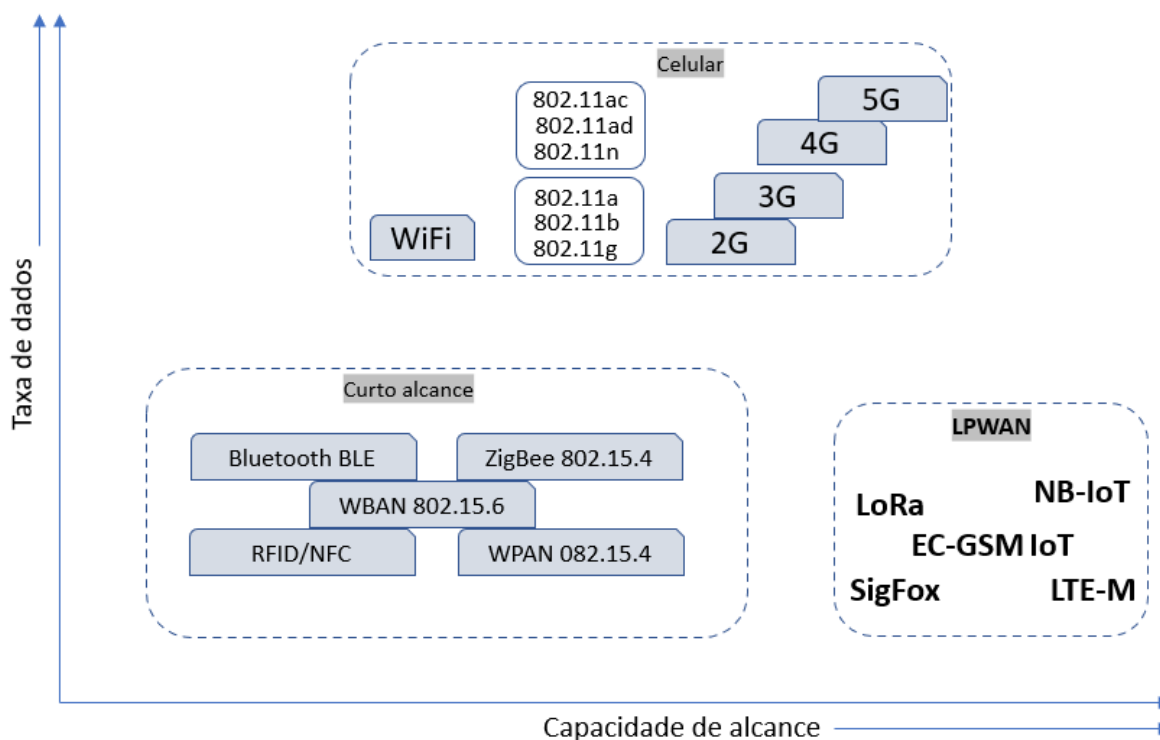 Taxa de dados
Celular
802.11ac
802.11ad
802.11n
802.11a
802.11b
802.11g
WiFi
5G
4G
3G
2G
Curto alcance
Bluetooth BLE
ZigBee 802.15.4
WBAN 802.15.6
RFID/NFC
WPAN 082.15.4
LPWAN
LoRa
NB-IoT
EC-GSM IoT
SigFox
LTE-M
Capacidade de alcance